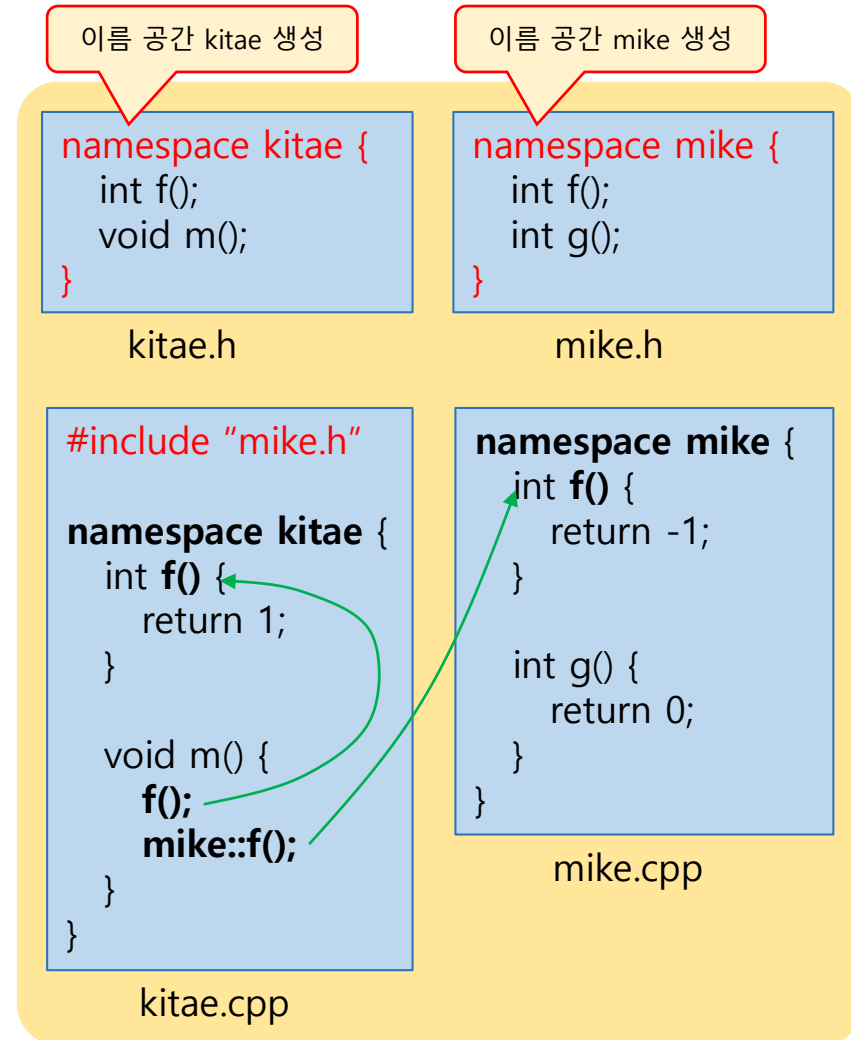 이름 공간 kitae 생성
namespace kitae {
int f();
void m();
}
kitae.h
이름 공간 mike 생성
namespace mike {
int f();
int g();
}
mike.h
#include “mike.h”
namespace kitae {
int f() {
return 1;
}
void m() {
f();
mike::f();
}
}
kitae.cpp
namespace mike {
int f() {
return -1;
}
int g() {
return 0;
}
}
mike.cpp